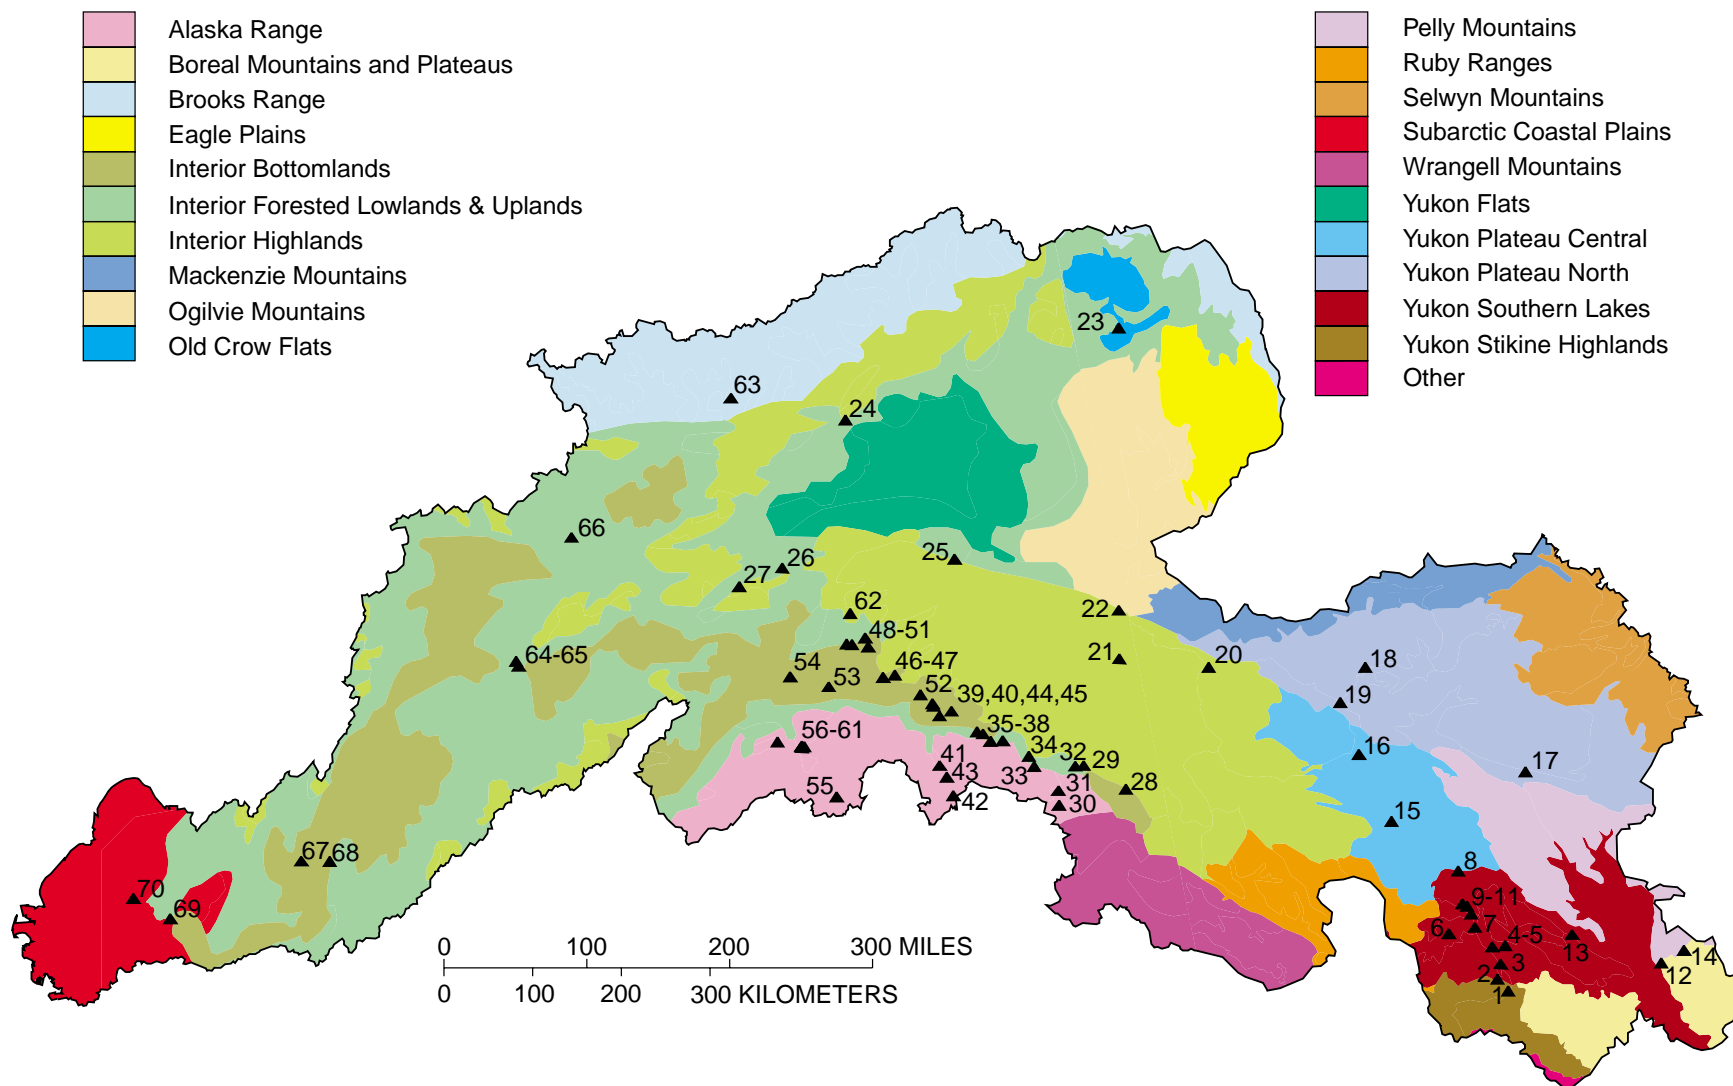 Alaska Range
Boreal Mountains and Plateaus
Brooks Range
Eagle Plains
Interior Bottomlands
Interior Forested Lowlands & Uplands
Interior Highlands
Mackenzie Mountains
Ogilvie Mountains
Old Crow Flats
Pelly Mountains
Ruby Ranges
Selwyn Mountains
Subarctic Coastal Plains
Wrangell Mountains
Yukon Flats
Yukon Plateau Central
Yukon Plateau North
Yukon Southern Lakes
Yukon Stikine Highlands
Other
23
63
24
66
25
26
27
62
22
48-51
21
20
18
64-65
54
53
46-47
52
39,40,44,45
19
56-61
35-38
34
32
29
16
17
41
43
33
31
28
55
42
30
15
67
68
8
70
69
9-11
6
7
4-5
13
14
12
3
2
1
0 100 200 300 MILES
0 100 200 300 KILOMETERS